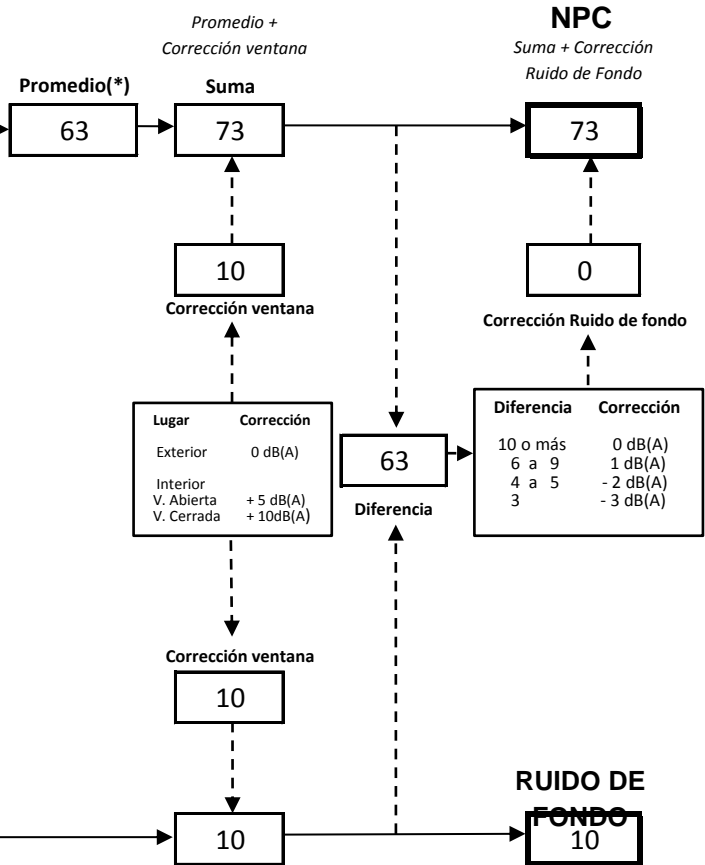 Promedio +
Corrección ventana
NPC
Suma + Corrección
Ruido de Fondo
Promedio(*)
Suma
63
73
73
10
0
Corrección ventana
Corrección Ruido de fondo
Lugar Corrección
Exterior 0 dB(A)
Interior
V. Abierta + 5 dB(A)
V. Cerrada + 10dB(A)
63
Diferencia
Diferencia Corrección
10 o más 0 dB(A)
6 a 9 1 dB(A)
4 a 5 - 2 dB(A)
3 - 3 dB(A)
Corrección ventana
10
RUIDO DE
FONDO
10
10